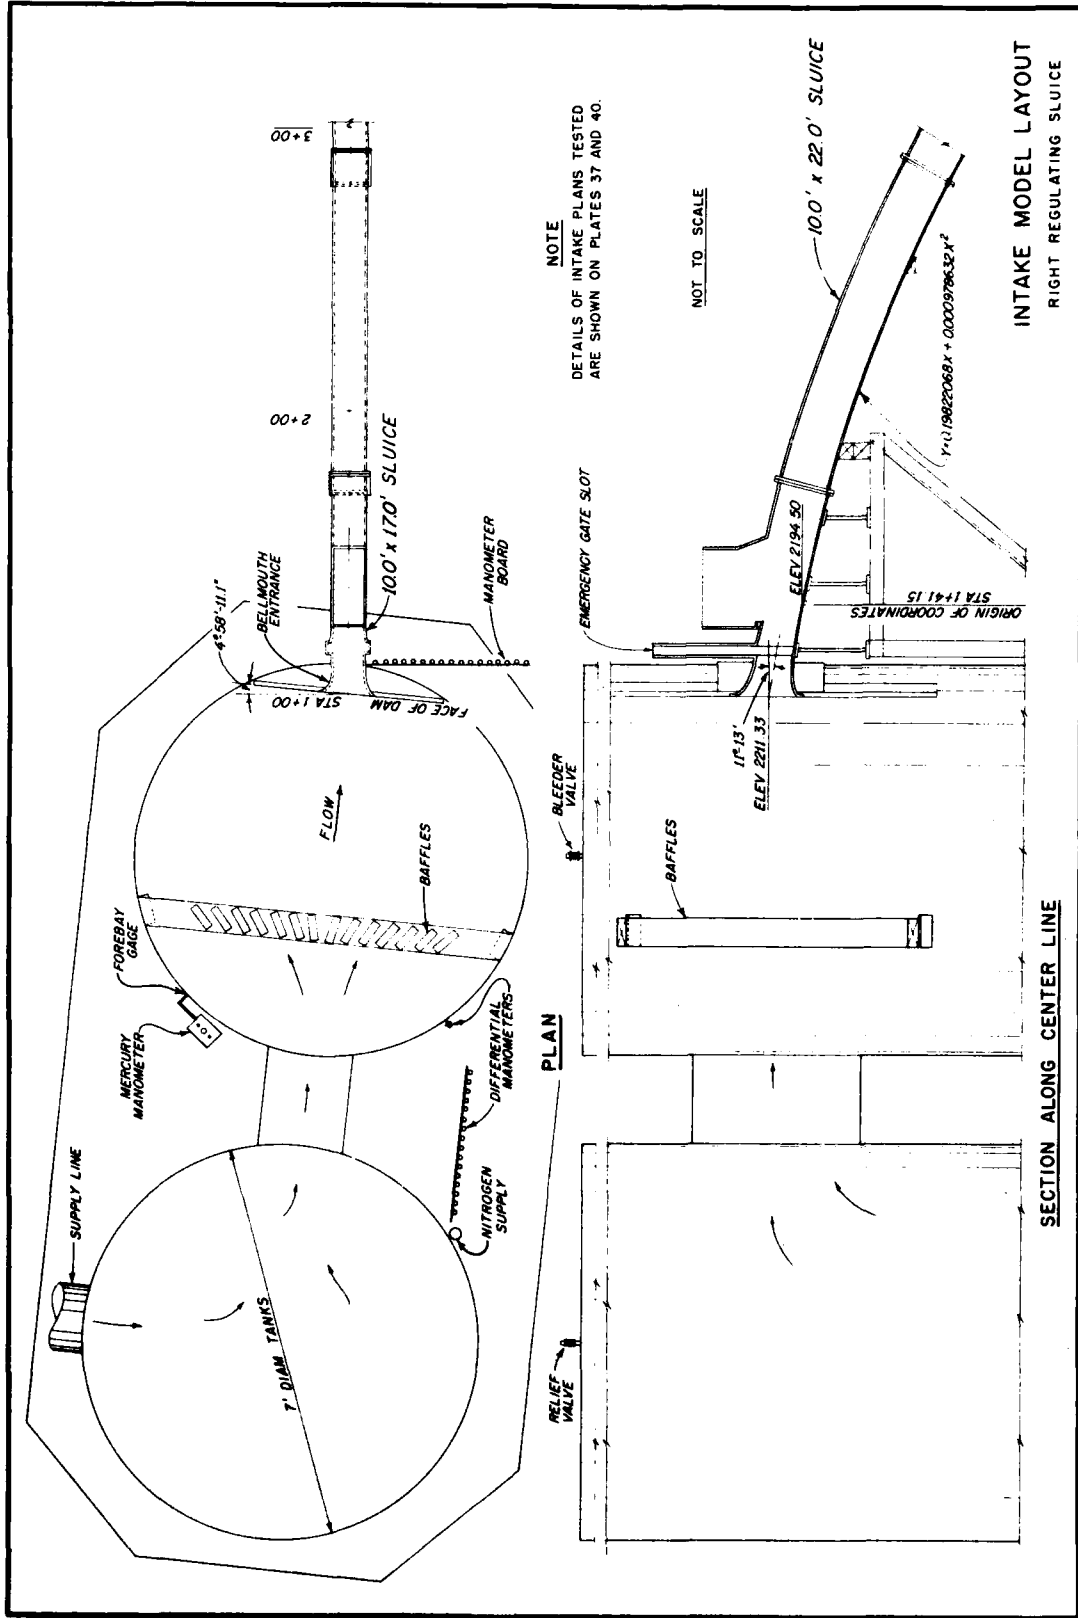 SUPPLY LINE
MERCURY
MANOMETER
FOREBAY
GAGE
4°58'-11.1"
BELLMOUTH
ENTRANCE
STA 1+00
FACE OF DAM
10.0' x 17.0' SLUICE
2+00
3+00
FLOW
BAFFLES
7' DIAM TANKS
NITROGEN
SUPPLY
DIFFERENTIAL
MANOMETERS
MANOMETER
BOARD
PLAN
NOTE
DETAILS OF INTAKE PLANS TESTED
ARE SHOWN ON PLATES 37 AND 40.
NOT TO SCALE
RELIEF
VALVE
BLEEDER
VALVE
BAFFLES
EMERGENCY GATE SLOT
11°-13'
ELEV 2211.33
ELEV 2194.50
ORIGIN OF COORDINATES
STA 1+41.15
10.0' x 22.0' SLUICE
Y=0.19822068X + 0.000978632X²
SECTION ALONG CENTER LINE
INTAKE MODEL LAYOUT
RIGHT REGULATING SLUICE